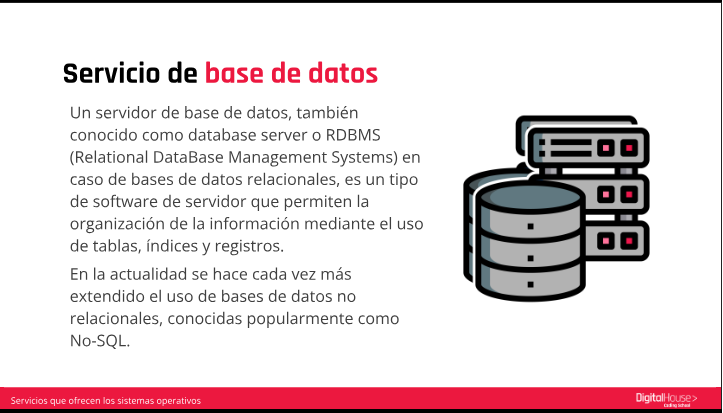 Servicio de base de datos
Un servidor de base de datos, también
conocido como database server o RDBMS
(Relational DataBase Management Systems) en
caso de bases de datos relacionales, es un tipo
de software de servidor que permiten la
organización de la información mediante el uso
de tablas, índices y registros.
En la actualidad se hace cada vez más
extendido el uso de bases de datos no
relacionales, conocidas popularmente como
No-SQL.
Servicios que ofrecen los sistemas operativos
DigitalHouse>
Coding School